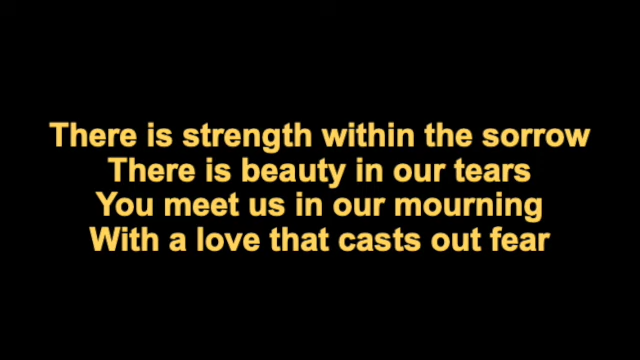 There is strength within the sorrow
There is beauty in our tears
You meet us in our mourning
With a love that casts out fear